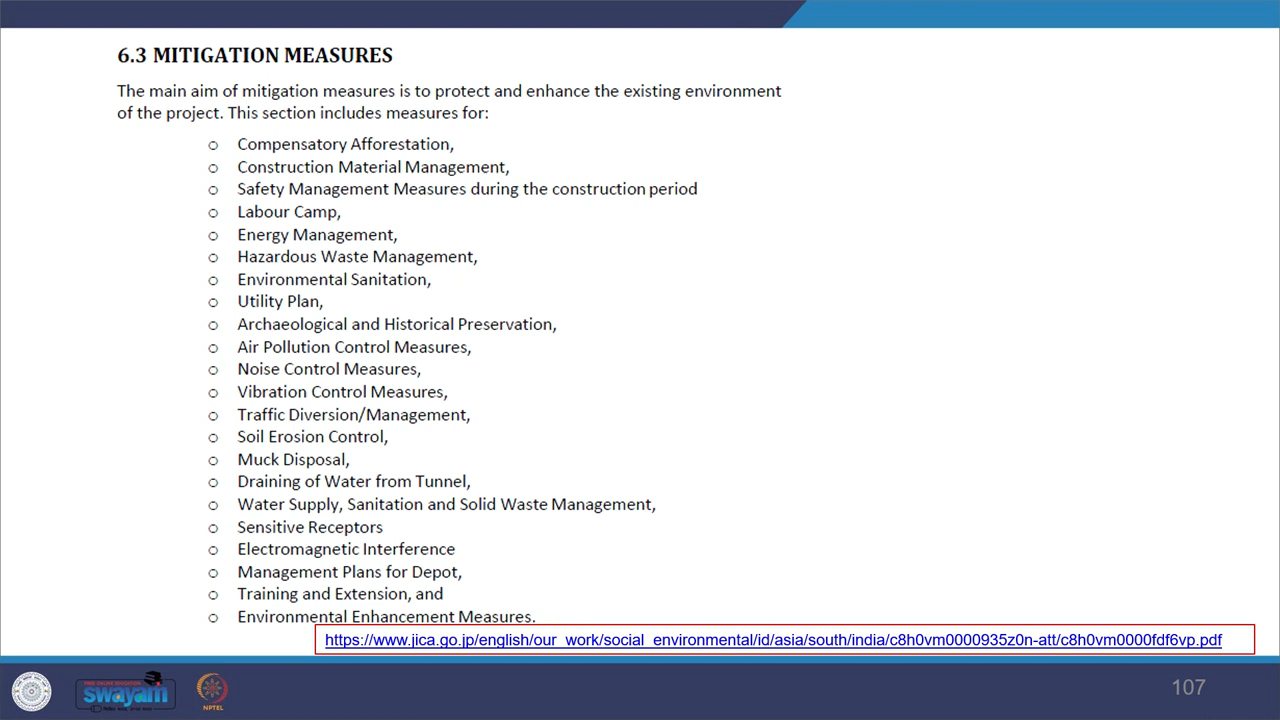 6.3 MITIGATION MEASURES
The main aim of mitigation measures is to protect and enhance the existing environment
of the project. This section includes measures for:
o Compensatory Afforestation,
o Construction Material Management,
o Safety Management Measures during the construction period
o Labour Camp,
o Energy Management,
o Hazardous Waste Management,
o Environmental Sanitation,
o Utility Plan,
o Archaeological and Historical Preservation,
o Air Pollution Control Measures,
o Noise Control Measures,
o Vibration Control Measures,
o Traffic Diversion/Management,
o Soil Erosion Control,
o Muck Disposal,
o Draining of Water from Tunnel,
o Water Supply, Sanitation and Solid Waste Management,
o Sensitive Receptors
o Electromagnetic Interference
o Management Plans for Depot,
o Training and Extension, and
o Environmental Enhancement Measures.
https://www.jica.go.jp/english/our_work/social_environmental/id/asia/south/india/c8h0vm0000935z0n-att/c8h0vm0000fdf6vp.pdf
swayam
NPTEL
107